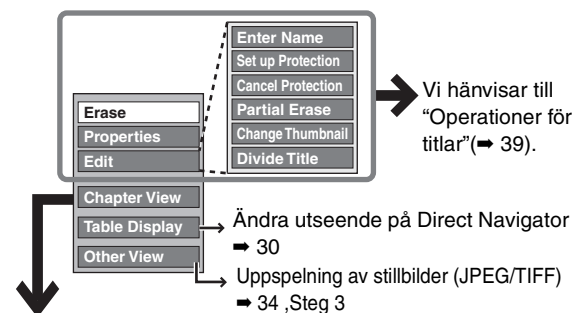 Enter Name
Set up Protection
Cancel Protection
Partial Erase
Change Thumbnail
Divide Title
Erase
Properties
Edit
Chapter View
Table Display
Other View
Vi hänvisar till
“Operationer för
titlar”(➡ 39).
Ändra utseende på Direct Navigator
➡ 30
Uppspelning av stillbilder (JPEG/TIFF)
➡ 34 ,Steg 3